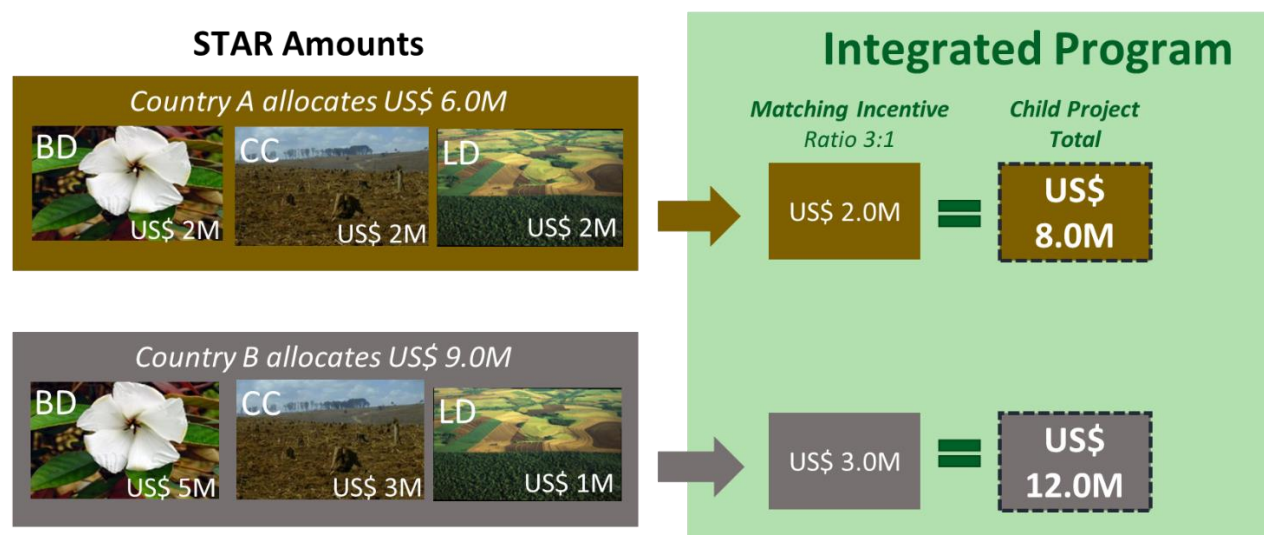 STAR Amounts
Country A allocates US$ 6.0M
BD
US$ 2M
CC
US$ 2M
LD
US$ 2M
Integrated Program
Matching Incentive
Ratio 3:1
Child Project
Total
US$ 2.0M
=
US$
8.0M
Country B allocates US$ 9.0M
BD
US$ 5M
CC
US$ 3M
LD
US$ 1M
US$ 3.0M
=
US$
12.0M